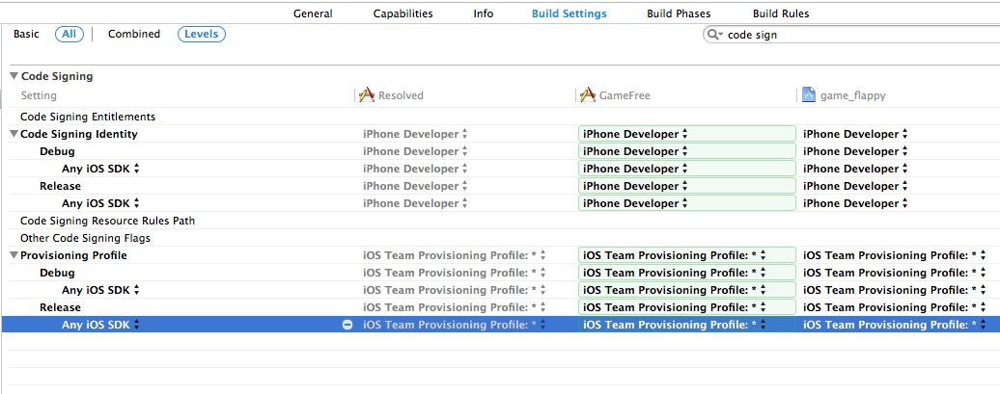 General Capabilities Info Build Settings Build Phases Build Rules
Basic All Combined Levels code sign
Code Signing
Setting Resolved GameFree game_flappy
Code Signing Entitlements
Code Signing Identity iPhone Developer iPhone Developer iPhone Developer
Debug iPhone Developer iPhone Developer iPhone Developer
Any iOS SDK iPhone Developer iPhone Developer iPhone Developer
Release iPhone Developer iPhone Developer iPhone Developer
Any iOS SDK iPhone Developer iPhone Developer iPhone Developer
Code Signing Resource Rules Path
Other Code Signing Flags
Provisioning Profile iOS Team Provisioning Profile: * iOS Team Provisioning Profile: * iOS Team Provisioning Profile: *
Debug iOS Team Provisioning Profile: * iOS Team Provisioning Profile: * iOS Team Provisioning Profile: *
Any iOS SDK iOS Team Provisioning Profile: * iOS Team Provisioning Profile: * iOS Team Provisioning Profile: *
Release iOS Team Provisioning Profile: * iOS Team Provisioning Profile: * iOS Team Provisioning Profile: *
Any iOS SDK iOS Team Provisioning Profile: * iOS Team Provisioning Profile: * iOS Team Provisioning Profile: *